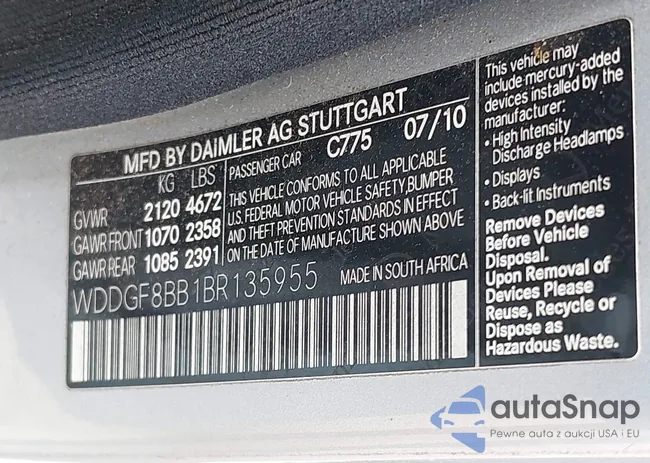 MFD BY DAIMLER AG STUTTGART
KG LBS
GVWR 2120 4672
GAWR FRONT 1070 2358
GAWR REAR 1085 2391
PASSENGER CAR C775 07/10
THIS VEHICLE CONFORMS TO ALL APPLICABLE
U.S. FEDERAL MOTOR VEHICLE SAFETY,BUMPER
AND THEFT PREVENTION STANDARDS IN EFFECT
ON THE DATE OF MANUFACTURE SHOWN ABOVE
WDDGF8BB1BR135955
MADE IN SOUTH AFRICA
This vehicle may
include mercury-added
devices installed by the
manufacturer:
• High Intensity
Discharge Headlamps
• Displays
• Back-lit Instruments
Remove Devices
Before Vehicle
Disposal.
Upon Removal of
Devices Please
Reuse, Recycle or
Dispose as
Hazardous Waste.
autaSnap
Pewne auta z aukcji USA i EU